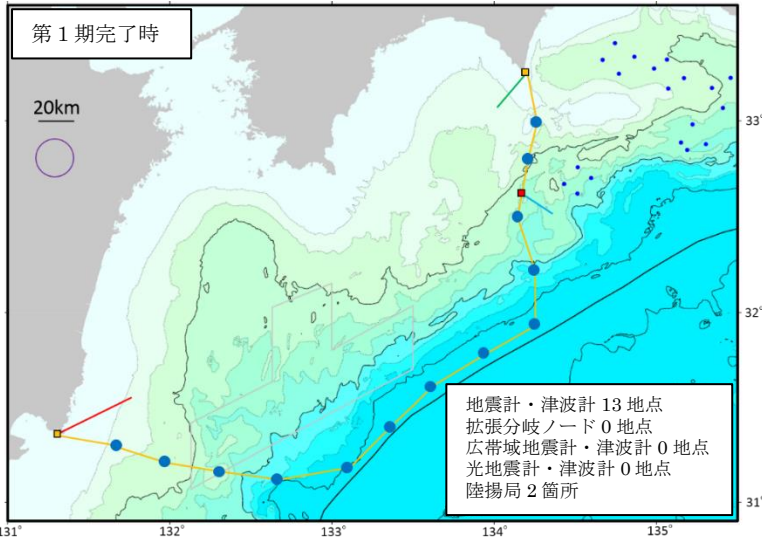 第1期完了時
20km
33°
32°
地震計・津波計 13 地点
拡張分岐ノード 0 地点
広帯域地震計・津波計 0 地点
光地震計・津波計 0 地点
陸揚局 2 箇所
31°
131°
132°
133°
134°
135°